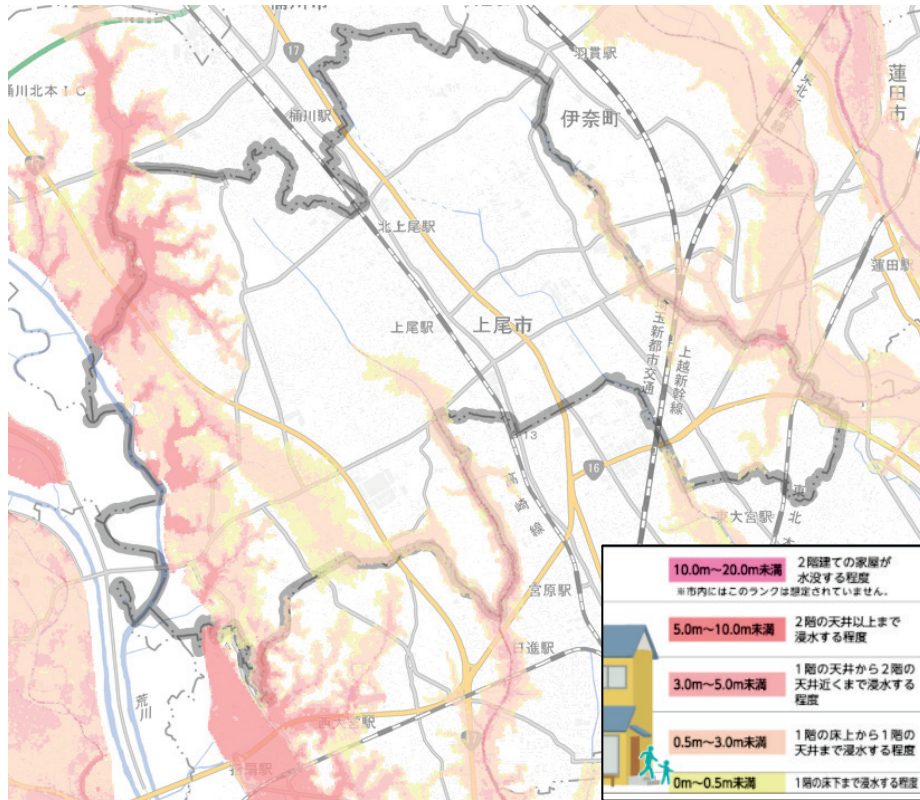 桶川市
17
羽貫駅
蓮田市
桶川北本IC
桶川駅
伊奈町
北上尾駅
蓮田駅
上尾駅
上尾市
玉新都市交通
上越新幹線
16
高崎線
東大宮駅
東北本
宮原駅
日進駅
荒川
西大宮駅
指扇駅
10.0m～20.0m未満
2階建ての家屋が
水没する程度
※市内にはこのランクは想定されていません。
5.0m～10.0m未満
2階の天井以上まで
浸水する程度
3.0m～5.0m未満
1階の天井から2階の
天井近くまで浸水する
程度
0.5m～3.0m未満
1階の床上から1階の
天井まで浸水する程度
0m～0.5m未満
1階の床下まで浸水する程度